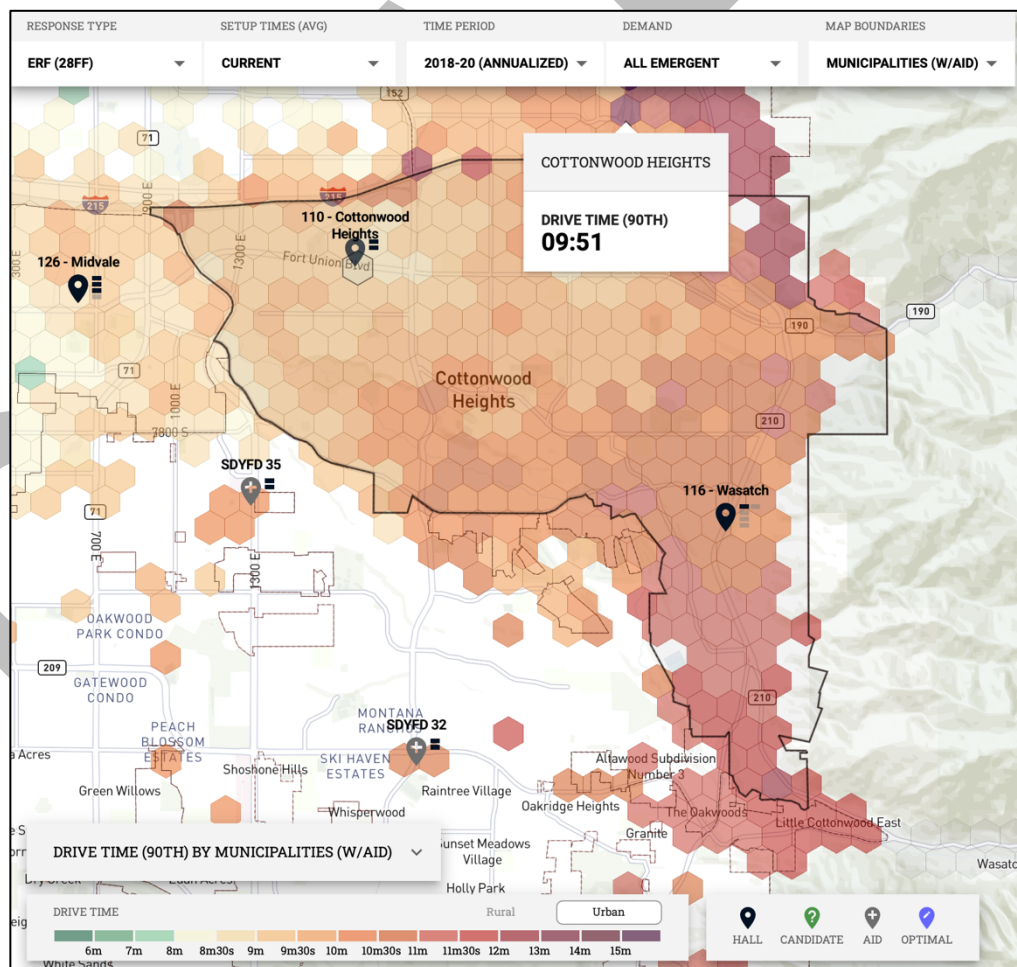 RESPONSE TYPE
SETUP TIMES (AVG)
TIME PERIOD
DEMAND
MAP BOUNDARIES
ERF (28FF)
CURRENT
2018-20 (ANNUALIZED)
ALL EMERGENT
MUNICIPALITIES (W/AID)
152
71
COTTONWOOD HEIGHTS
DRIVE TIME (90TH)
09:51
900 E
215
215
110 - Cottonwood
Heights
126 - Midvale
300 E
1300 E
Fort Union Blvd
190
190
71
Cottonwood
Heights
1000 E
7800 S
210
SDYFD 35
116 - Wasatch
71
700 E
1300 E
OAKWOOD
PARK CONDO
209
GATEWOOD
CONDO
210
PEACH
BLOSSOM
ESTATES
MONTANA
SDYFD 32
a Acres
Shoshone Hills
SKI HAVEN
ESTATES
Altawood Subdivision
Number 3
Green Willows
Raintree Village
Oakridge Heights
The Oakwoods
Whisperwood
Little Cottonwood East
Granite
DRIVE TIME (90TH) BY MUNICIPALITIES (W/AID)
Sunset Meadows
Village
Wasatc
Holly Park
DRIVE TIME
Rural
Urban
6m
7m
8m
8m30s
9m
9m30s
10m
10m30s
11m
11m30s
12m
13m
14m
15m
HALL
CANDIDATE
AID
OPTIMAL
White Sands